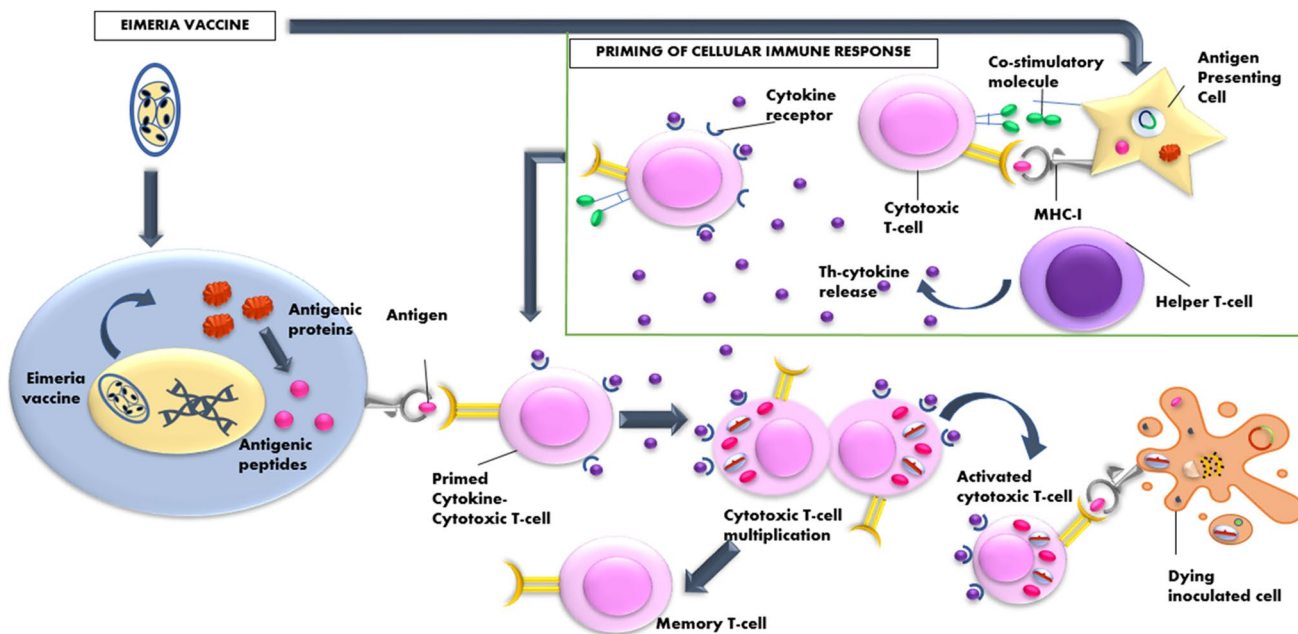 EIMERIA VACCINE
PRIMING OF CELLULAR IMMUNE RESPONSE
Co-stimulatory
molecule
Antigen
Presenting
Cell
Cytokine
receptor
Cytotoxic
T-cell
MHC-I
Th-cytokine
release
Helper T-cell
Antigenic
proteins
Antigen
Eimeria
vaccine
Antigenic
peptides
Primed
Cytokine-
Cytotoxic T-cell
Cytotoxic T-cell
multiplication
Activated
cytotoxic T-cell
Memory T-cell
Dying
inoculated cell